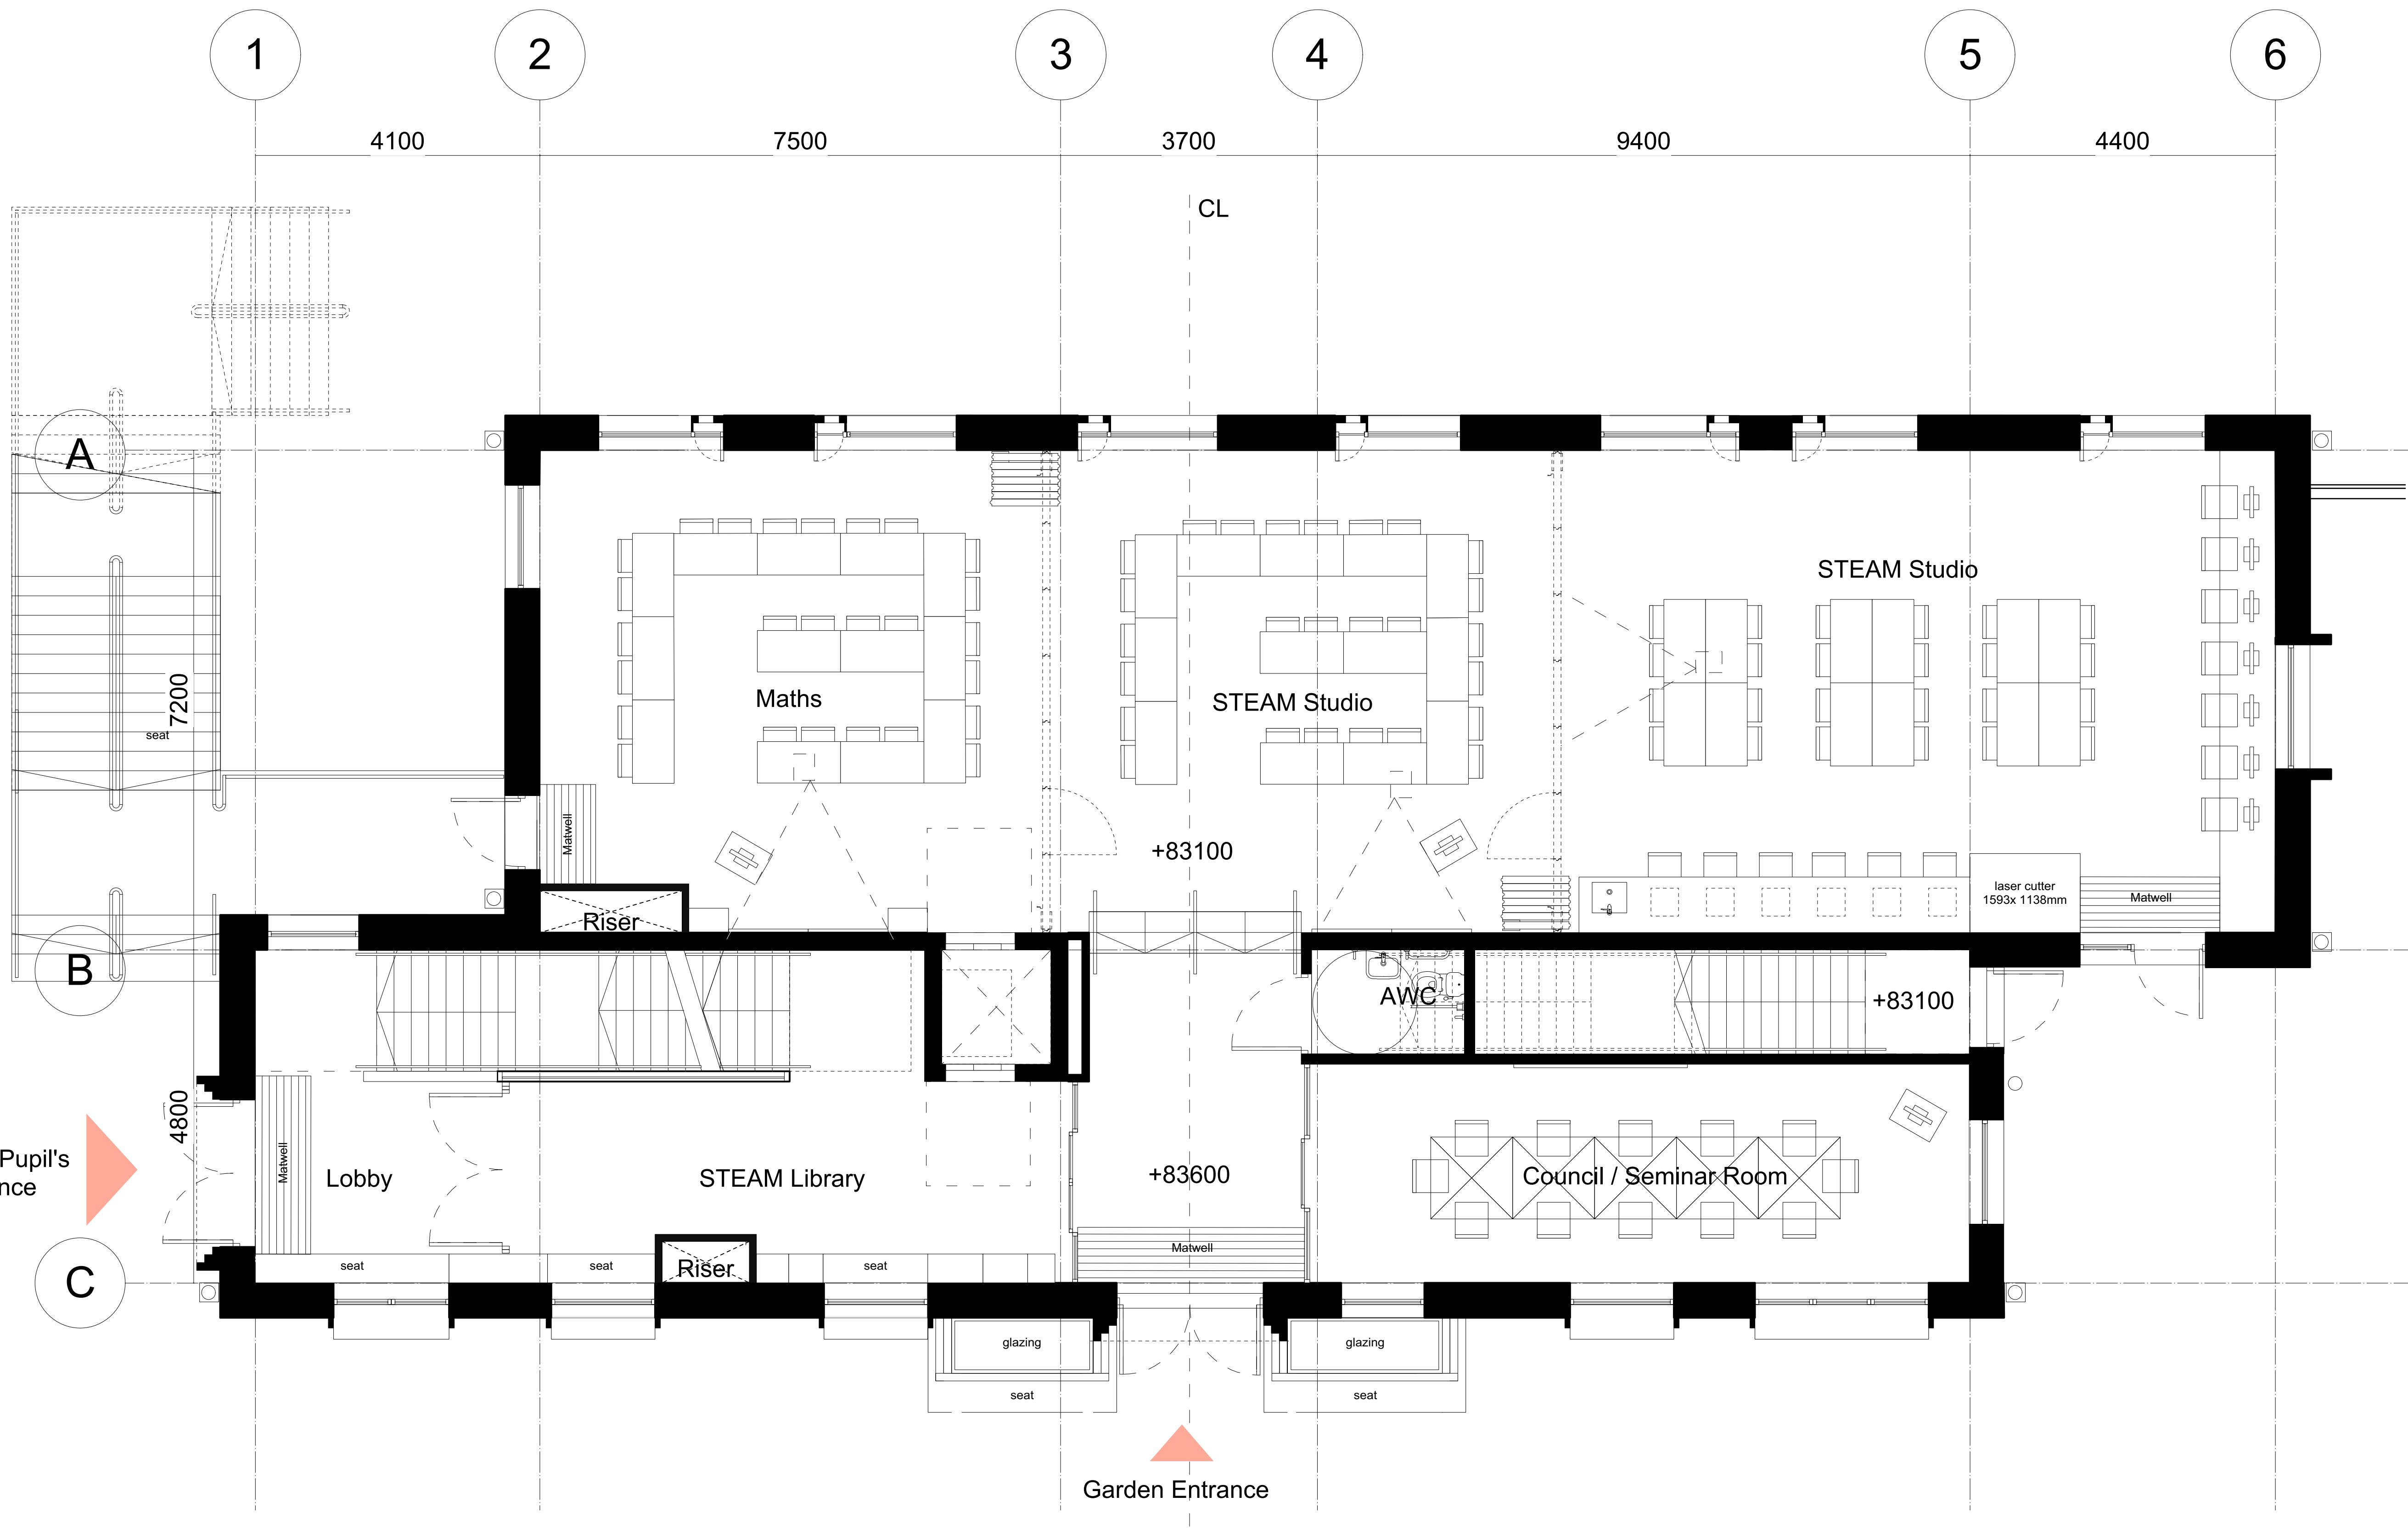 1
2
3
4
5
6
4100
7500
3700
9400
4400
CL
A
STEAM Studio
Maths
STEAM Studio
7200
seat
Matwell
+83100
laser cutter
1593x 1138mm
Matwell
Riser
B
AWC
+83100
4800
Pupil's
nce
Matwell
Lobby
STEAM Library
+83600
Council / Seminar Room
Matwell
seat
seat
Riser
seat
C
glazing
glazing
seat
seat
Garden Entrance